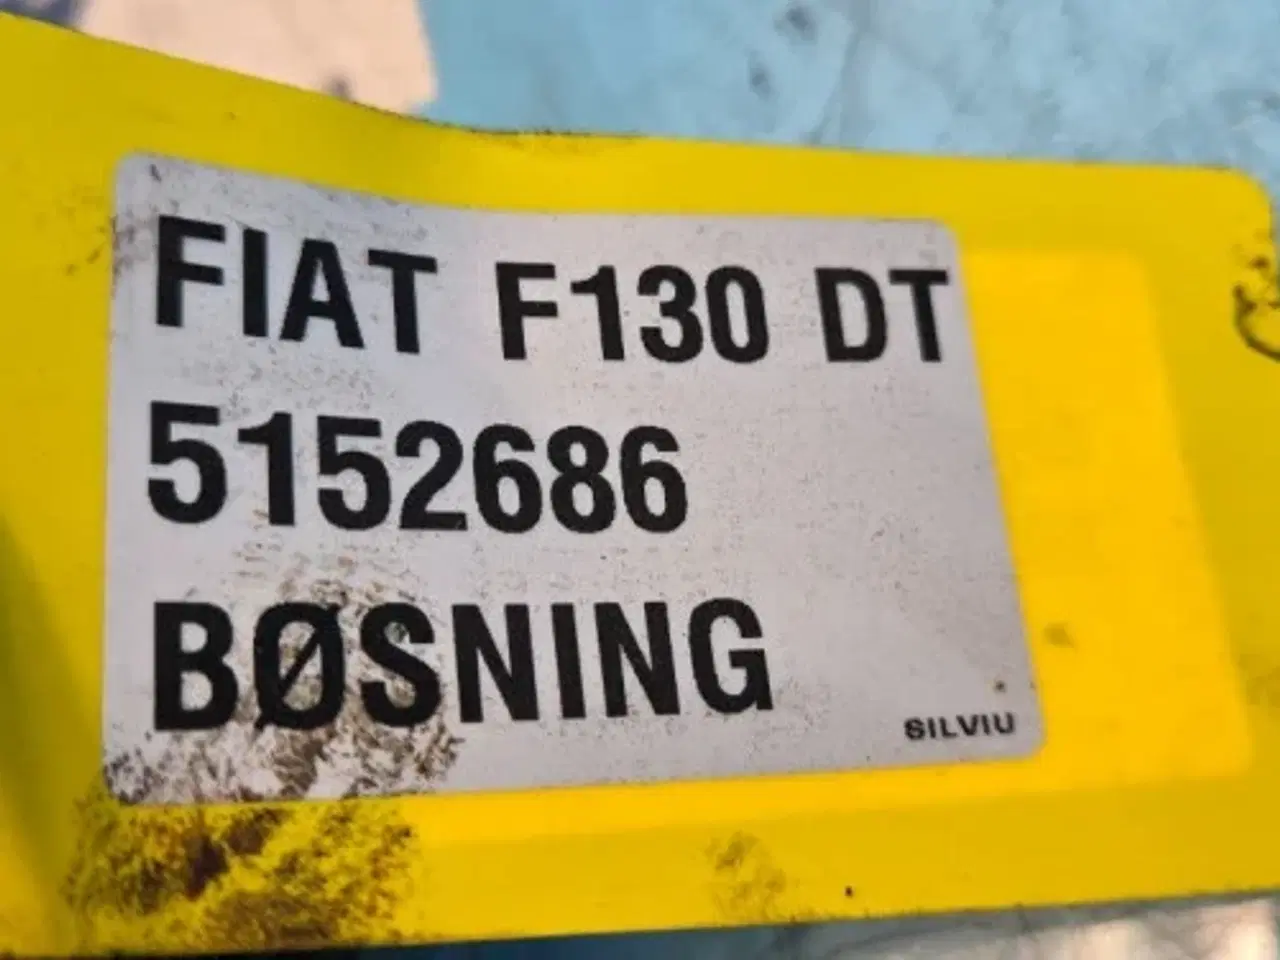 FIAT F130 DT
5152686
BØSNING
SILVIU